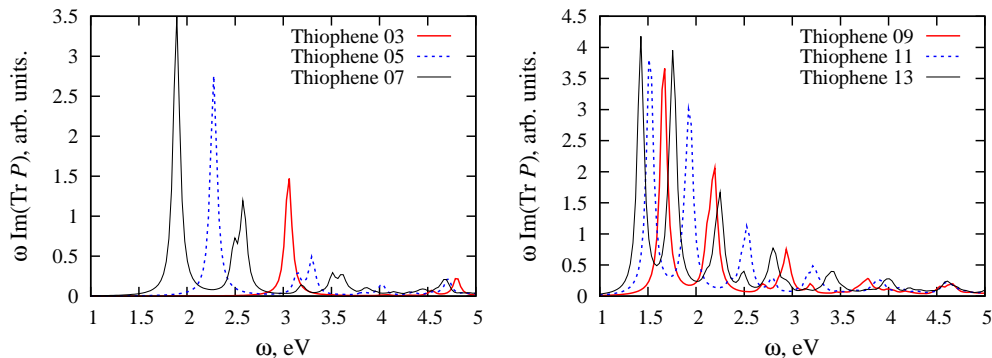 ω Im(Tr P), arb. units.
3.5
3
2.5
2
1.5
1
0.5
0
Thiophene 03
Thiophene 05
Thiophene 07
1 1.5 2 2.5 3 3.5 4 4.5 5
ω, eV
ω Im(Tr P), arb. units.
4.5
4
3.5
3
2.5
2
1.5
1
0.5
0
Thiophene 09
Thiophene 11
Thiophene 13
1 1.5 2 2.5 3 3.5 4 4.5 5
ω, eV